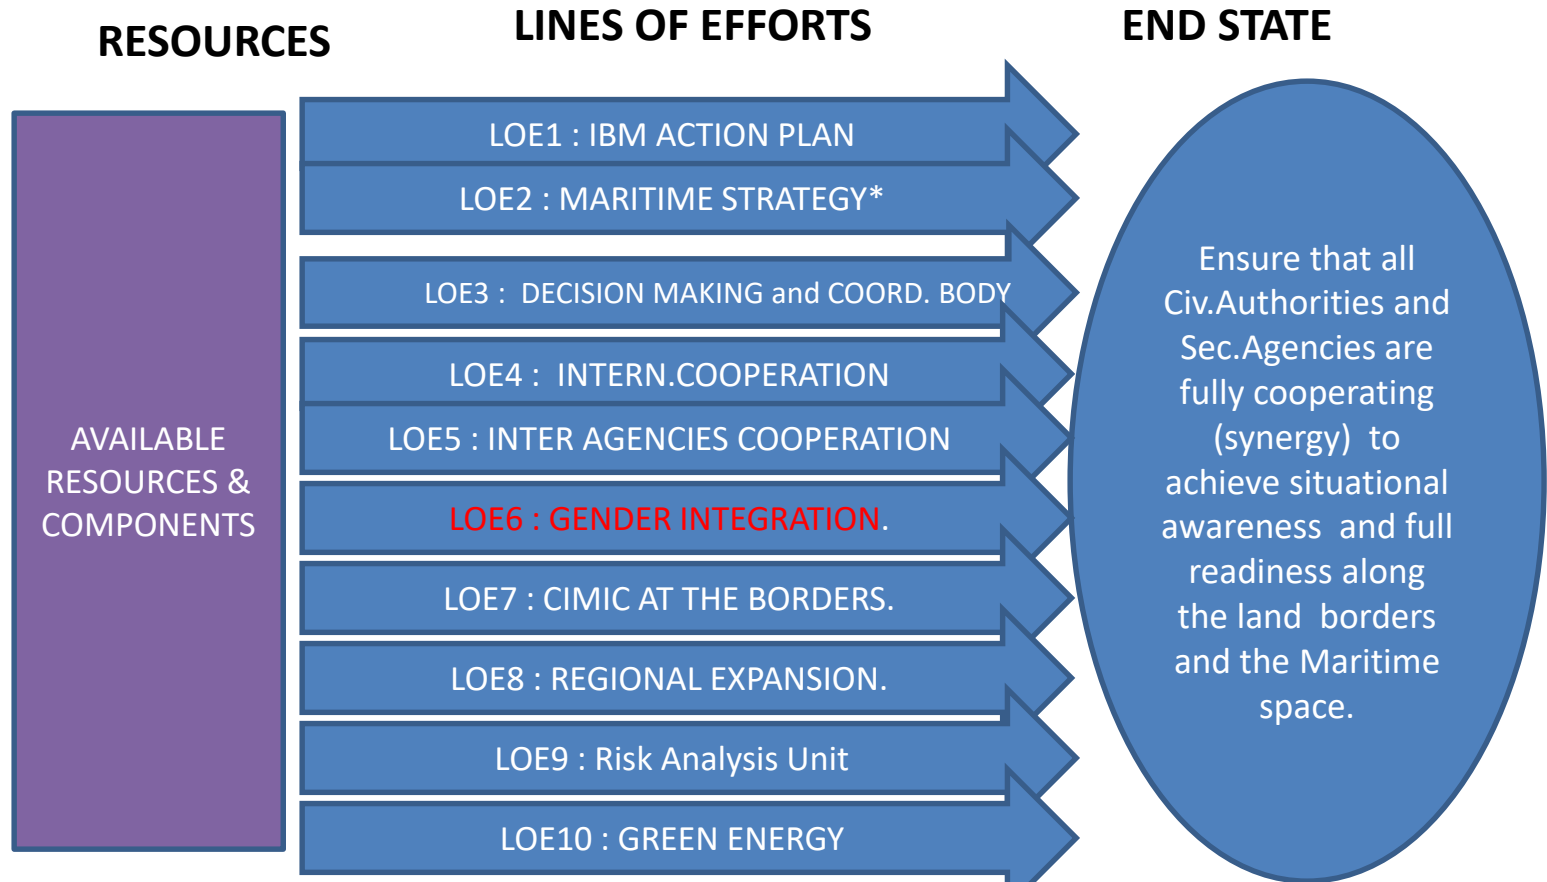 RESOURCES
LINES OF EFFORTS
END STATE
AVAILABLE
RESOURCES &
COMPONENTS
LOE1 : IBM ACTION PLAN
LOE2 : MARITIME STRATEGY*
LOE3 :  DECISION MAKING and COORD. BODY
LOE4 :  INTERN.COOPERATION
LOE5 : INTER AGENCIES COOPERATION
LOE6 : GENDER INTEGRATION.
LOE7 : CIMIC AT THE BORDERS.
LOE8 : REGIONAL EXPANSION.
LOE9 : Risk Analysis Unit
LOE10 : GREEN ENERGY
Ensure that all
Civ.Authorities and
Sec.Agencies are
fully cooperating
(synergy)  to
achieve situational
awareness  and full
readiness along
the land  borders
and the Maritime
space.